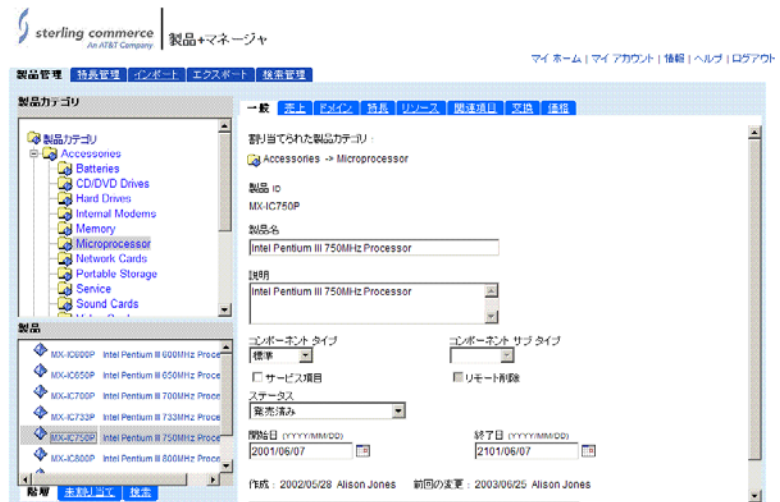 sterling commerce
An AT&T Company
製品+マネージャ
マイ ホーム | マイ アカウント | 情報 | ヘルプ | ログアウト
製品管理 特長管理 インポート エクスポート 検索管理
製品カテゴリ
製品カテゴリ
Accessories
Batteries
CD/DVD Drives
Hard Drives
Internal Modems
Memory
Microprocessor
Network Cards
Portable Storage
Service
Sound Cards
製品
MX-IC600P Intel Pentium III 600MHz Proce
MX-IC650P Intel Pentium III 650MHz Proce
MX-IC700P Intel Pentium III 700MHz Proce
MX-IC733P Intel Pentium III 733MHz Proce
MX-IC750P Intel Pentium III 750MHz Proce
MX-IC800P Intel Pentium III 800MHz Proce
階層 未割り当て 検索
一般 売上 ドメイン 特長 リソース 関連項目 交換 価格
割り当てられた製品カテゴリ :
Accessories -> Microprocessor
製品 ID
MX-IC750P
製品名
Intel Pentium III 750MHz Processor
説明
Intel Pentium III 750MHz Processor
コンポーネント タイプ コンポーネント サブ タイプ
標準
サービス項目 リモート削除
ステータス
発売済み
開始日 (YYYY/MM/DD) 終了日 (YYYY/MM/DD)
2001/06/07 2101/06/07
作成 : 2002/05/28 Alison Jones 前回の変更 : 2003/06/25 Alison Jones